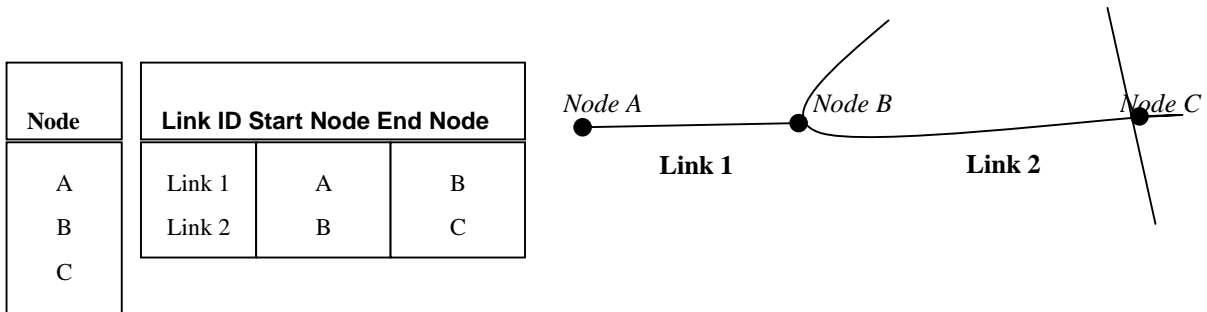 Node
A
B
C
Link ID Start Node End Node
Link 1 A B
Link 2 B C
Node A
Node B
Node C
Link 1
Link 2